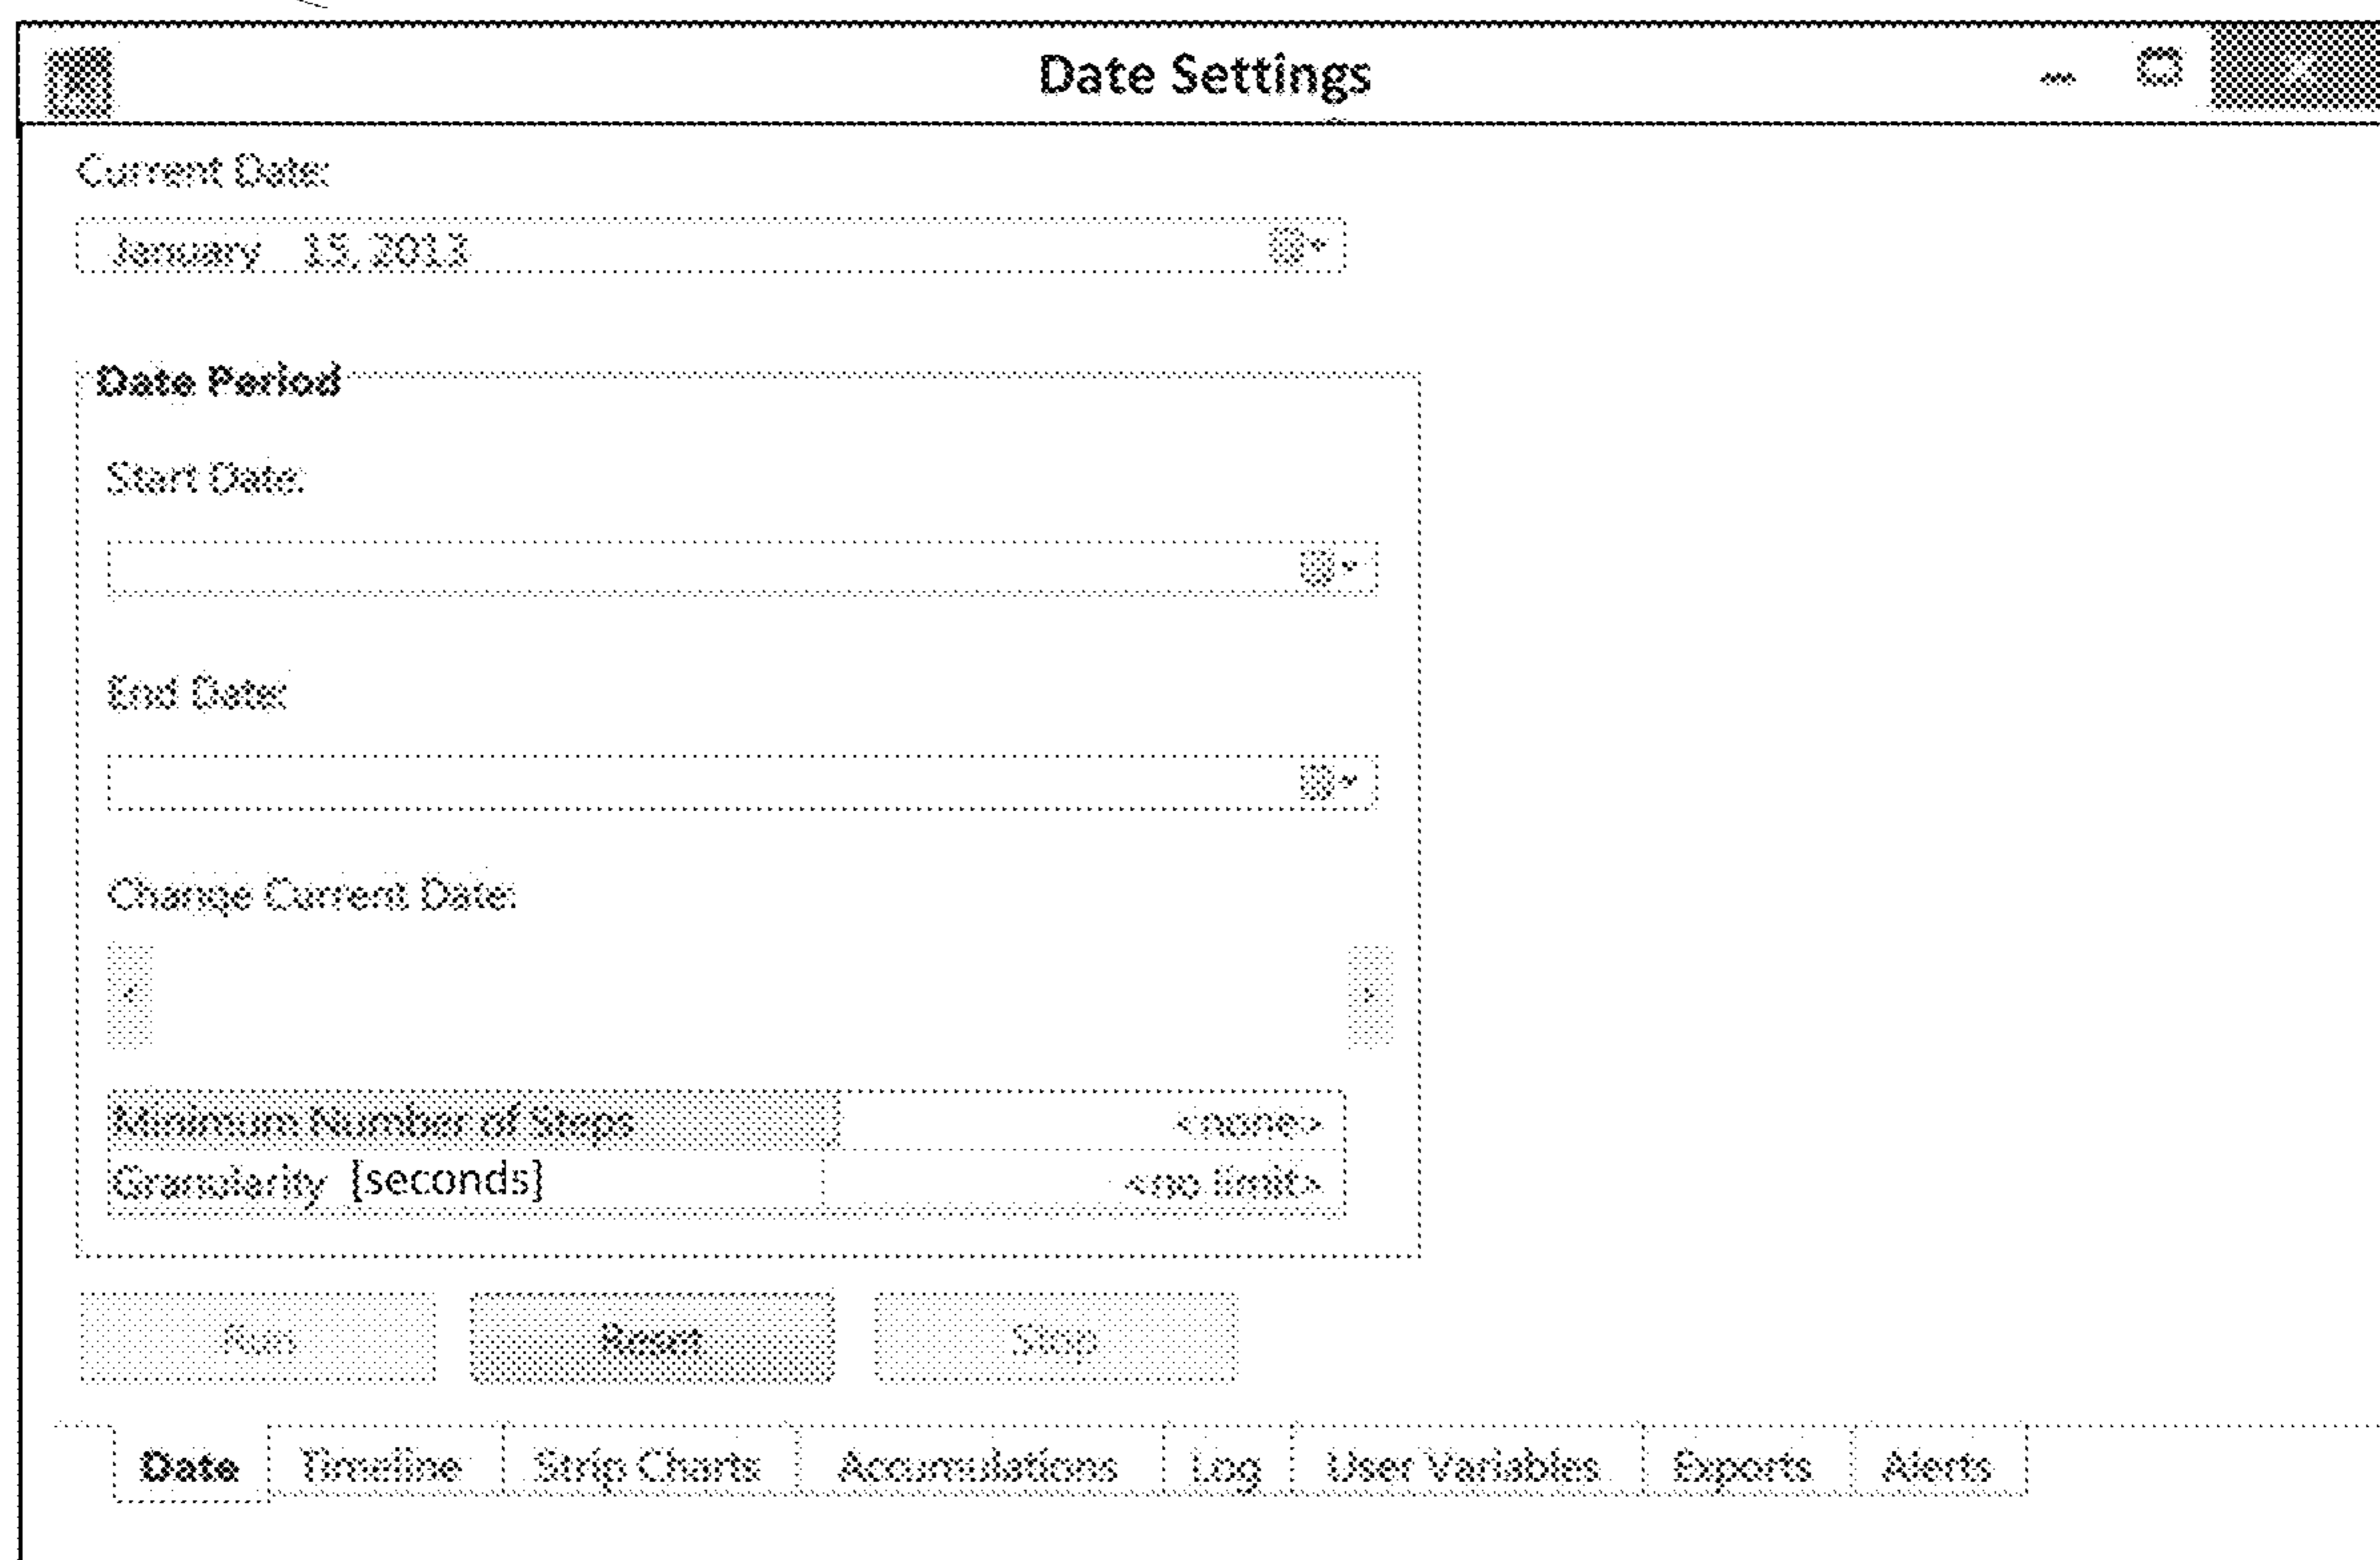 Date Settings
Current Date:
January 15, 2013
Date Period
Start Date:
End Date:
Change Current Date:
Minimum Number of Steps <none>
Granularity [seconds] <no limit>
Run Stop
Date Timeline Strip Charts Accumulations Log User Variables Exports Alerts